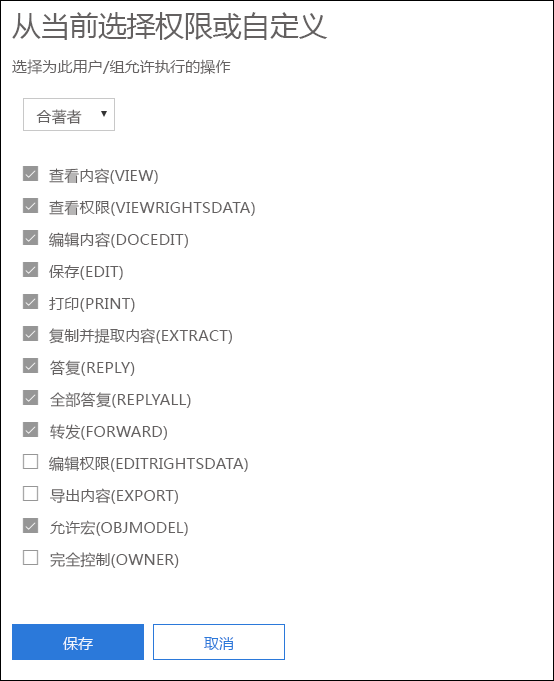 从当前选择权限或自定义
选择为此用户/组允许执行的操作
合著者
查看内容(VIEW)
查看权限(VIEWRIGHTSDATA)
编辑内容(DOCEDIT)
保存(EDIT)
打印(PRINT)
复制并提取内容(EXTRACT)
答复(REPLY)
全部答复(REPLYALL)
转发(FORWARD)
编辑权限(EDITRIGHTSDATA)
导出内容(EXPORT)
允许宏(OBJMODEL)
完全控制(OWNER)
保存 取消